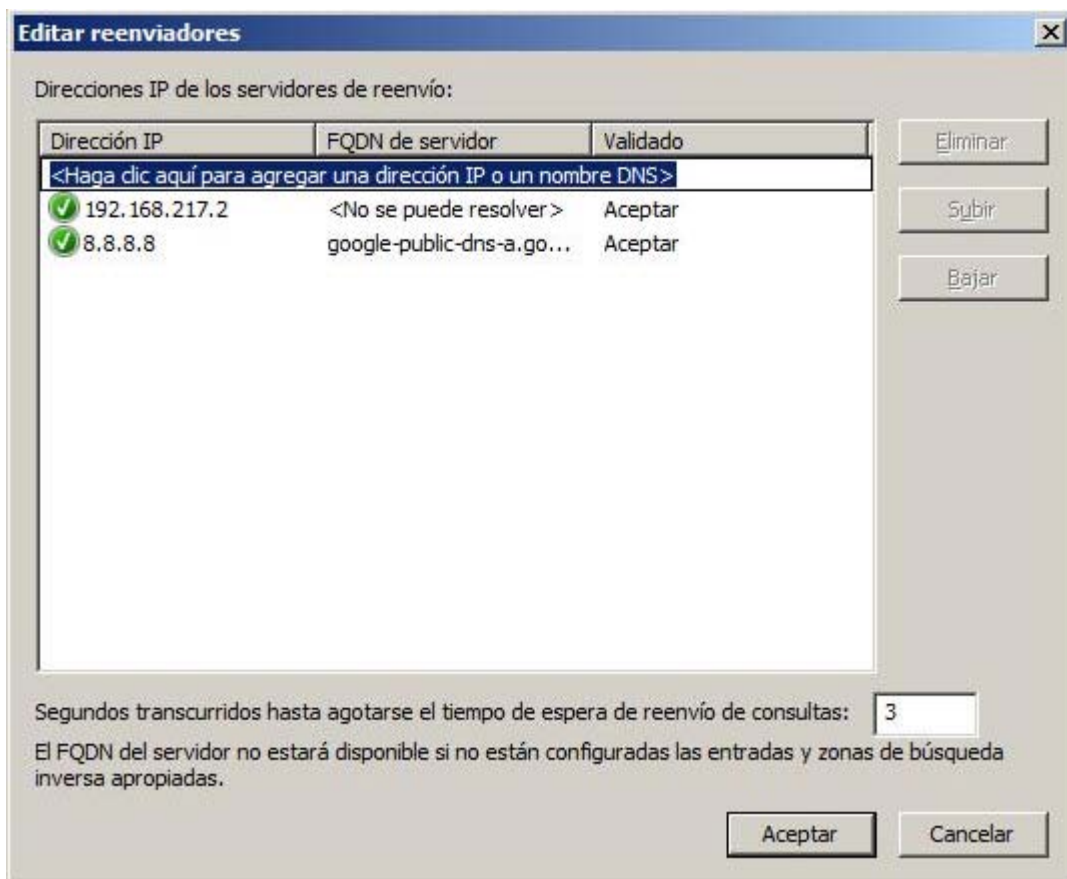 Editar reenviadores
Direcciones IP de los servidores de reenvío:
Dirección IP FQDN de servidor Validado
<Haga clic aquí para agregar una dirección IP o un nombre DNS>
192.168.217.2 <No se puede resolver> Aceptar
8.8.8.8 google-public-dns-a.go... Aceptar
Eliminar
Subir
Bajar
Segundos transcurridos hasta agotarse el tiempo de espera de reenvío de consultas: 3
El FQDN del servidor no estará disponible si no están configuradas las entradas y zonas de búsqueda
inversa apropiadas.
Aceptar Cancelar